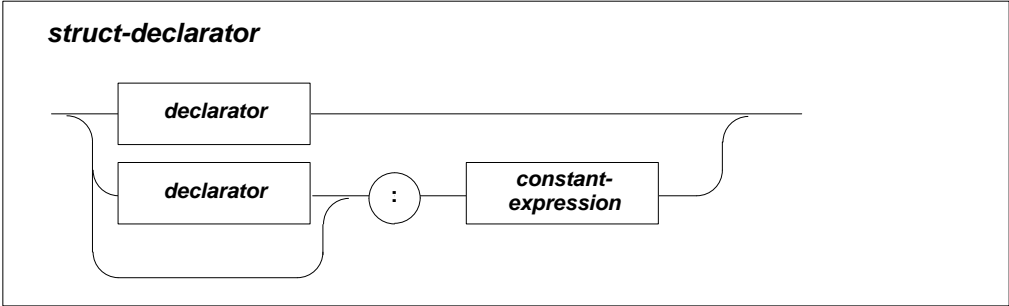 struct-declarator
declarator
declarator
:
constant-
expression